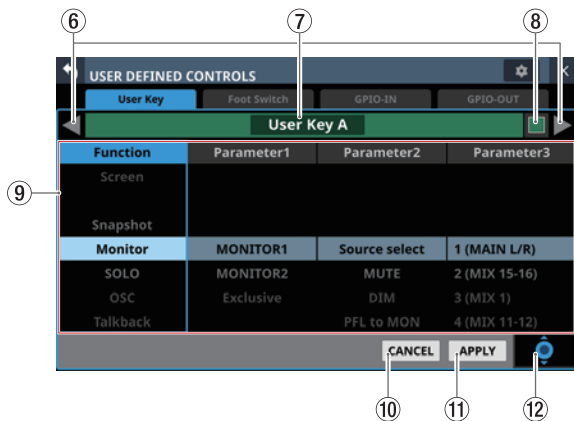 ⑥ ⑦ ⑧
USER DEFINED CONTROLS
User Key Foot Switch GPIO-IN GPIO-OUT
User Key A
Function Parameter1 Parameter2 Parameter3
Screen
⑨
Snapshot
Monitor MONITOR1 Source select 1 (MAIN L/R)
SOLO MONITOR2 MUTE 2 (MIX 15-16)
OSC Exclusive DIM 3 (MIX 1)
Talkback PFL to MON 4 (MIX 11-12)
CANCEL APPLY
⑩ ⑪ ⑫